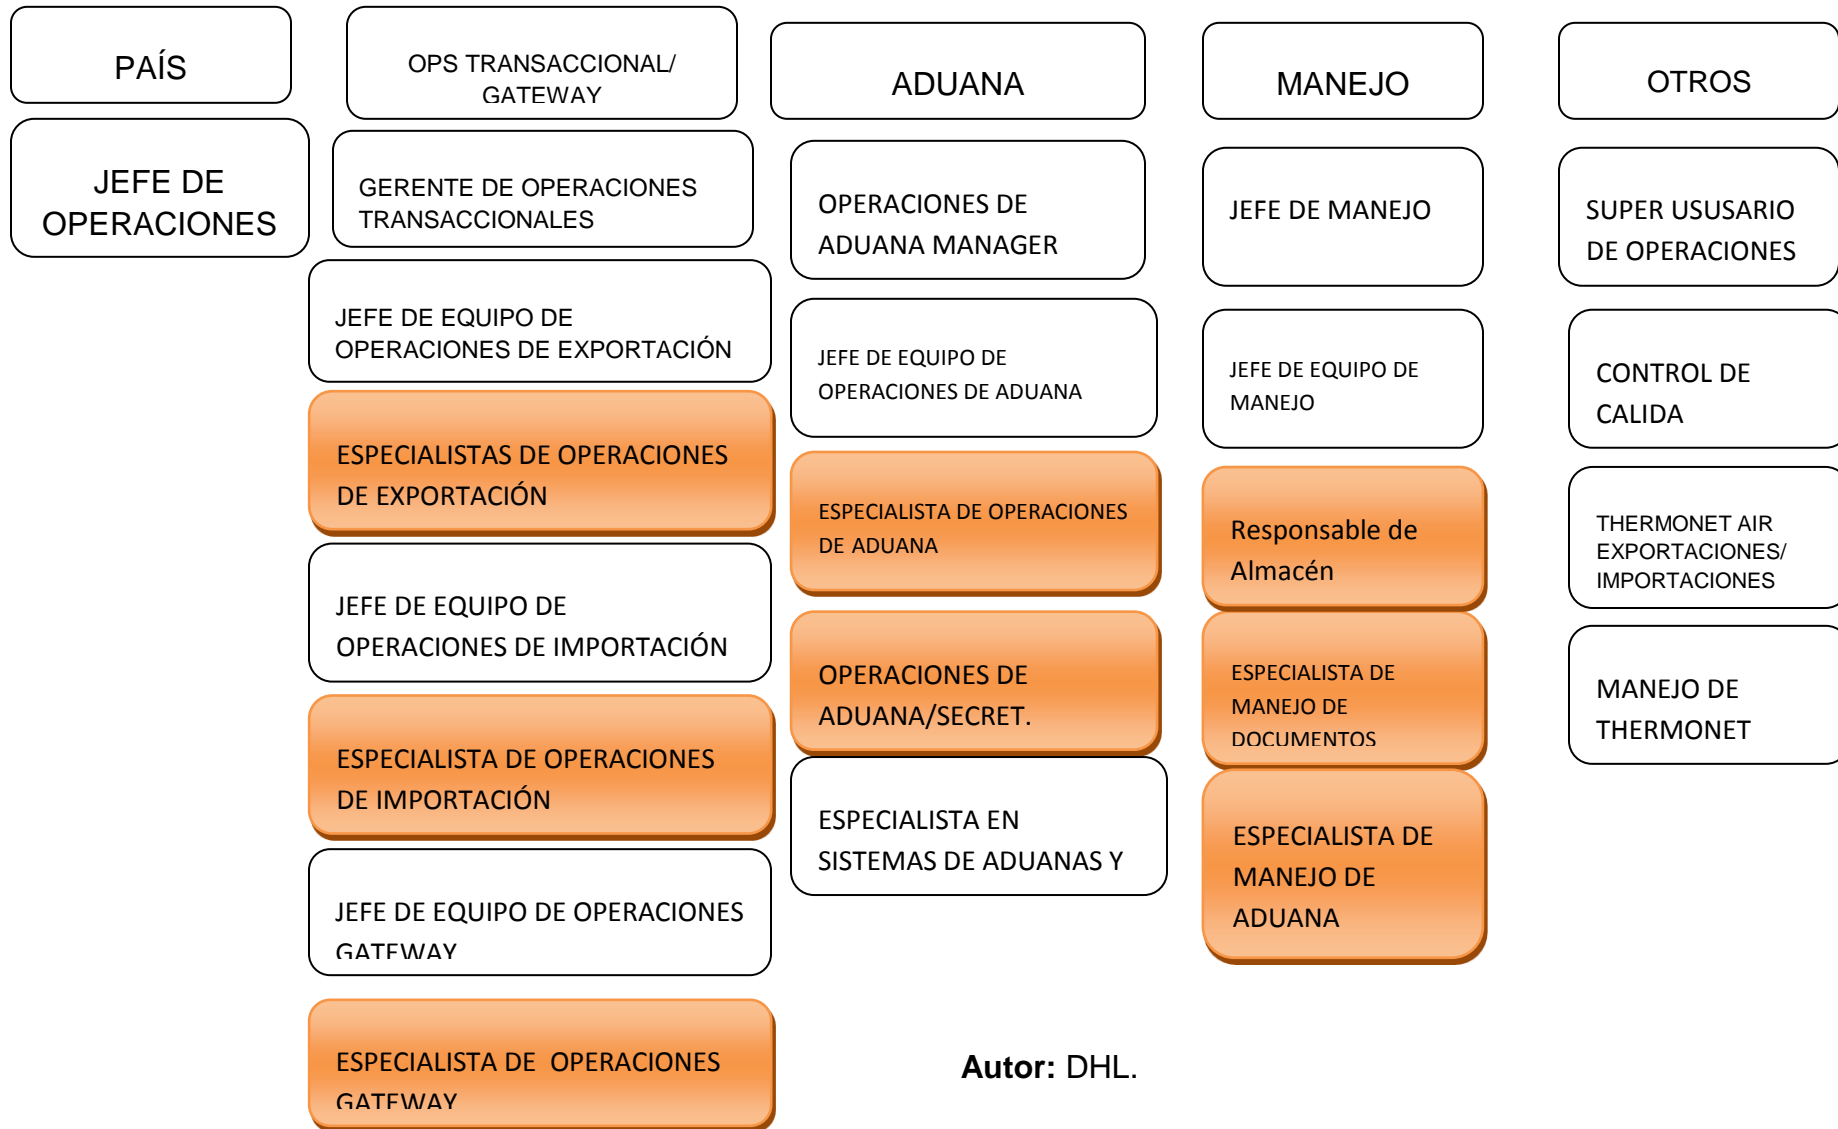 PAÍS
JEFE DE
OPERACIONES
OPS TRANSACCIONAL/
GATEWAY
GERENTE DE OPERACIONES
TRANSACCIONALES
JEFE DE EQUIPO DE
OPERACIONES DE EXPORTACIÓN
ESPECIALISTAS DE OPERACIONES
DE EXPORTACIÓN
JEFE DE EQUIPO DE
OPERACIONES DE IMPORTACIÓN
ESPECIALISTA DE OPERACIONES
DE IMPORTACIÓN
JEFE DE EQUIPO DE OPERACIONES
GATEWAY
ESPECIALISTA DE OPERACIONES
GATEWAY
ADUANA
OPERACIONES DE
ADUANA MANAGER
JEFE DE EQUIPO DE
OPERACIONES DE ADUANA
ESPECIALISTA DE OPERACIONES
DE ADUANA
OPERACIONES DE
ADUANA/SECRET.
ESPECIALISTA EN
SISTEMAS DE ADUANAS Y
MANEJO
JEFE DE MANEJO
JEFE DE EQUIPO DE
MANEJO
Responsable de
Almacén
ESPECIALISTA DE
MANEJO DE
DOCUMENTOS
ESPECIALISTA DE
MANEJO DE
ADUANA
OTROS
SUPER USUSARIO
DE OPERACIONES
CONTROL DE
CALIDA
THERMONET AIR
EXPORTACIONES/
IMPORTACIONES
MANEJO DE
THERMONET
Autor: DHL.